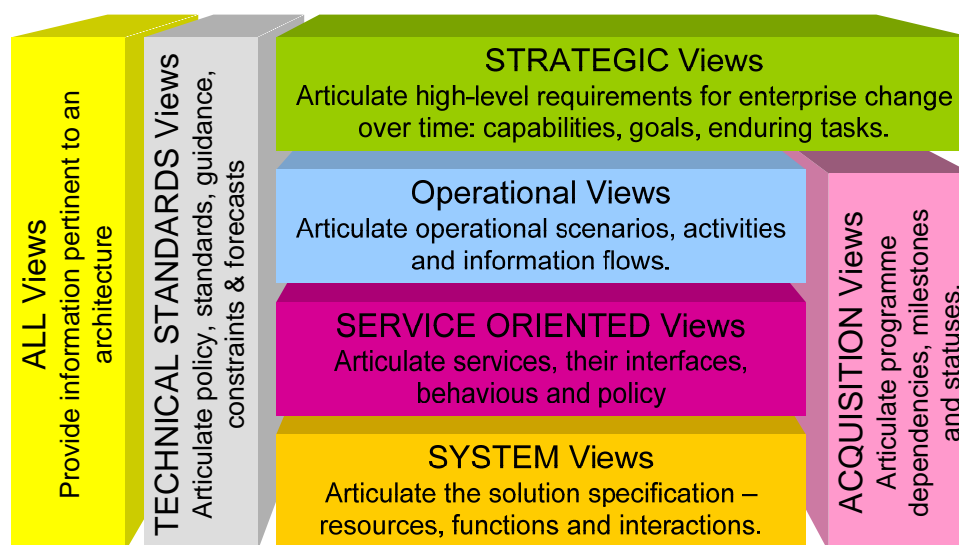 ALL Views
Provide information pertinent to an
architecture
TECHNICAL STANDARDS Views
Articulate policy, standards, guidance,
constraints & forecasts
STRATEGIC Views
Articulate high-level requirements for enterprise change
over time: capabilities, goals, enduring tasks.
Operational Views
Articulate operational scenarios, activities
and information flows.
SERVICE ORIENTED Views
Articulate services, their interfaces,
behavious and policy
SYSTEM Views
Articulate the solution specification –
resources, functions and interactions.
ACQUISITION Views
Articulate programme
dependencies, milestones
and statuses.